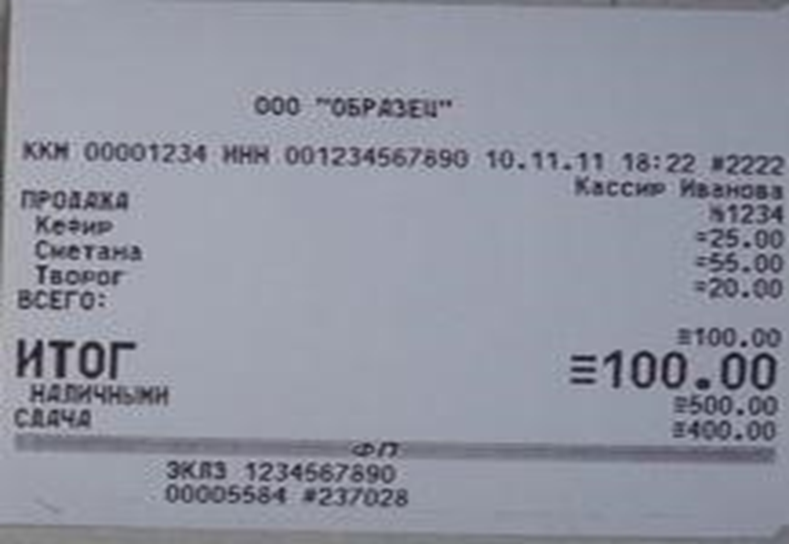 ООО "ОБРАЗЕЦ"
ККМ 00001234 ИНН 001234567890 10.11.11 18:22 #2222
Кассир Иванова
ПРОДАЖА №1234
Кефир =25.00
Сметана =55.00
Творог =20.00
ВСЕГО: ≡100.00
ИТОГ ≡100.00
НАЛИЧНЫМИ ≡500.00
СДАЧА ≡400.00
ФП
ЭКЛЗ 1234567890
00005584 #237028